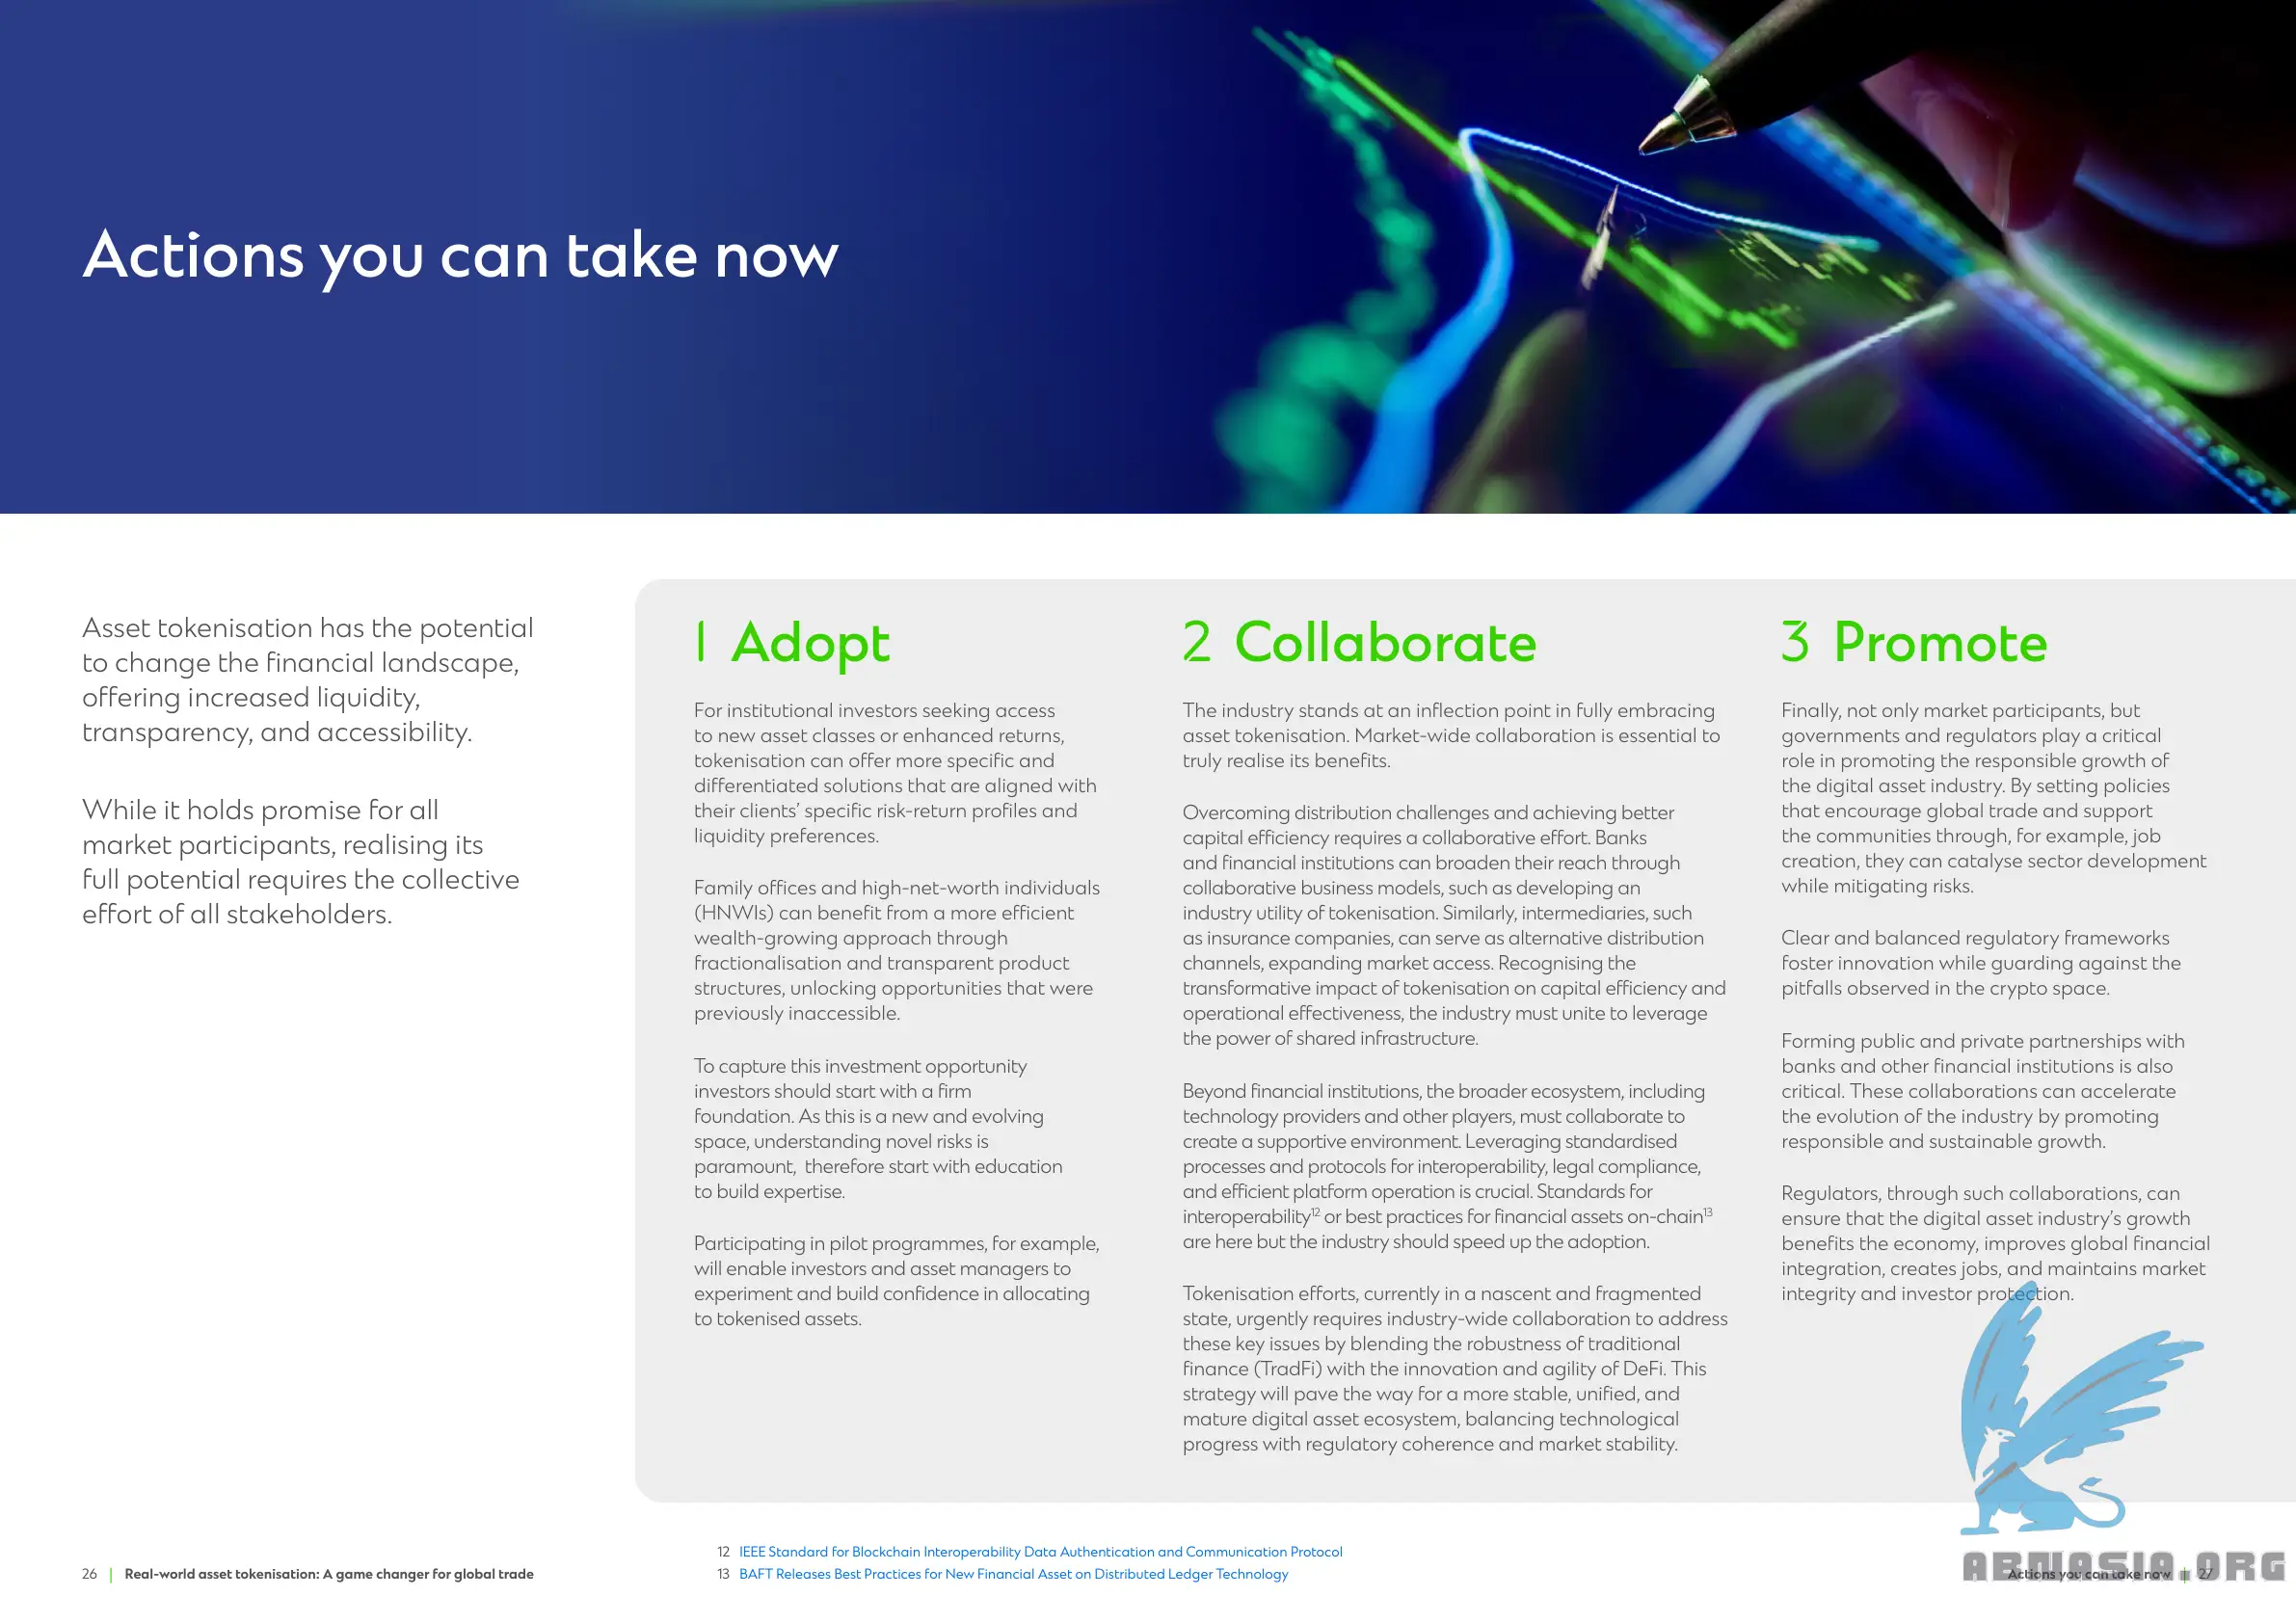 Actions you can take now
Asset tokenisation has the potential
to change the financial landscape,
offering increased liquidity,
transparency, and accessibility.
While it holds promise for all
market participants, realising its
full potential requires the collective
effort of all stakeholders.
1 Adopt
For institutional investors seeking access
to new asset classes or enhanced returns,
tokenisation can offer more specific and
differentiated solutions that are aligned with
their clients’ specific risk-return profiles and
liquidity preferences.
Family offices and high-net-worth individuals
(HNWIs) can benefit from a more efficient
wealth-growing approach through
fractionalisation and transparent product
structures, unlocking opportunities that were
previously inaccessible.
To capture this investment opportunity
investors should start with a firm
foundation. As this is a new and evolving
space, understanding novel risks is
paramount, therefore start with education
to build expertise.
Participating in pilot programmes, for example,
will enable investors and asset managers to
experiment and build confidence in allocating
to tokenised assets.
2 Collaborate
The industry stands at an inflection point in fully embracing
asset tokenisation. Market-wide collaboration is essential to
truly realise its benefits.
Overcoming distribution challenges and achieving better
capital efficiency requires a collaborative effort. Banks
and financial institutions can broaden their reach through
collaborative business models, such as developing an
industry utility of tokenisation. Similarly, intermediaries, such
as insurance companies, can serve as alternative distribution
channels, expanding market access. Recognising the
transformative impact of tokenisation on capital efficiency and
operational effectiveness, the industry must unite to leverage
the power of shared infrastructure.
Beyond financial institutions, the broader ecosystem, including
technology providers and other players, must collaborate to
create a supportive environment. Leveraging standardised
processes and protocols for interoperability, legal compliance,
and efficient platform operation is crucial. Standards for
interoperability12 or best practices for financial assets on-chain13
are here but the industry should speed up the adoption.
Tokenisation efforts, currently in a nascent and fragmented
state, urgently requires industry-wide collaboration to address
these key issues by blending the robustness of traditional
finance (TradFi) with the innovation and agility of DeFi. This
strategy will pave the way for a more stable, unified, and
mature digital asset ecosystem, balancing technological
progress with regulatory coherence and market stability.
3 Promote
Finally, not only market participants, but
governments and regulators play a critical
role in promoting the responsible growth of
the digital asset industry. By setting policies
that encourage global trade and support
the communities through, for example, job
creation, they can catalyse sector development
while mitigating risks.
Clear and balanced regulatory frameworks
foster innovation while guarding against the
pitfalls observed in the crypto space.
Forming public and private partnerships with
banks and other financial institutions is also
critical. These collaborations can accelerate
the evolution of the industry by promoting
responsible and sustainable growth.
Regulators, through such collaborations, can
ensure that the digital asset industry’s growth
benefits the economy, improves global financial
integration, creates jobs, and maintains market
integrity and investor protection.
12 IEEE Standard for Blockchain Interoperability Data Authentication and Communication Protocol
13 BAFT Releases Best Practices for New Financial Asset on Distributed Ledger Technology
26 | Real-world asset tokenisation: A game changer for global trade
Actions you can take now | 27
ABNASIA.ORG